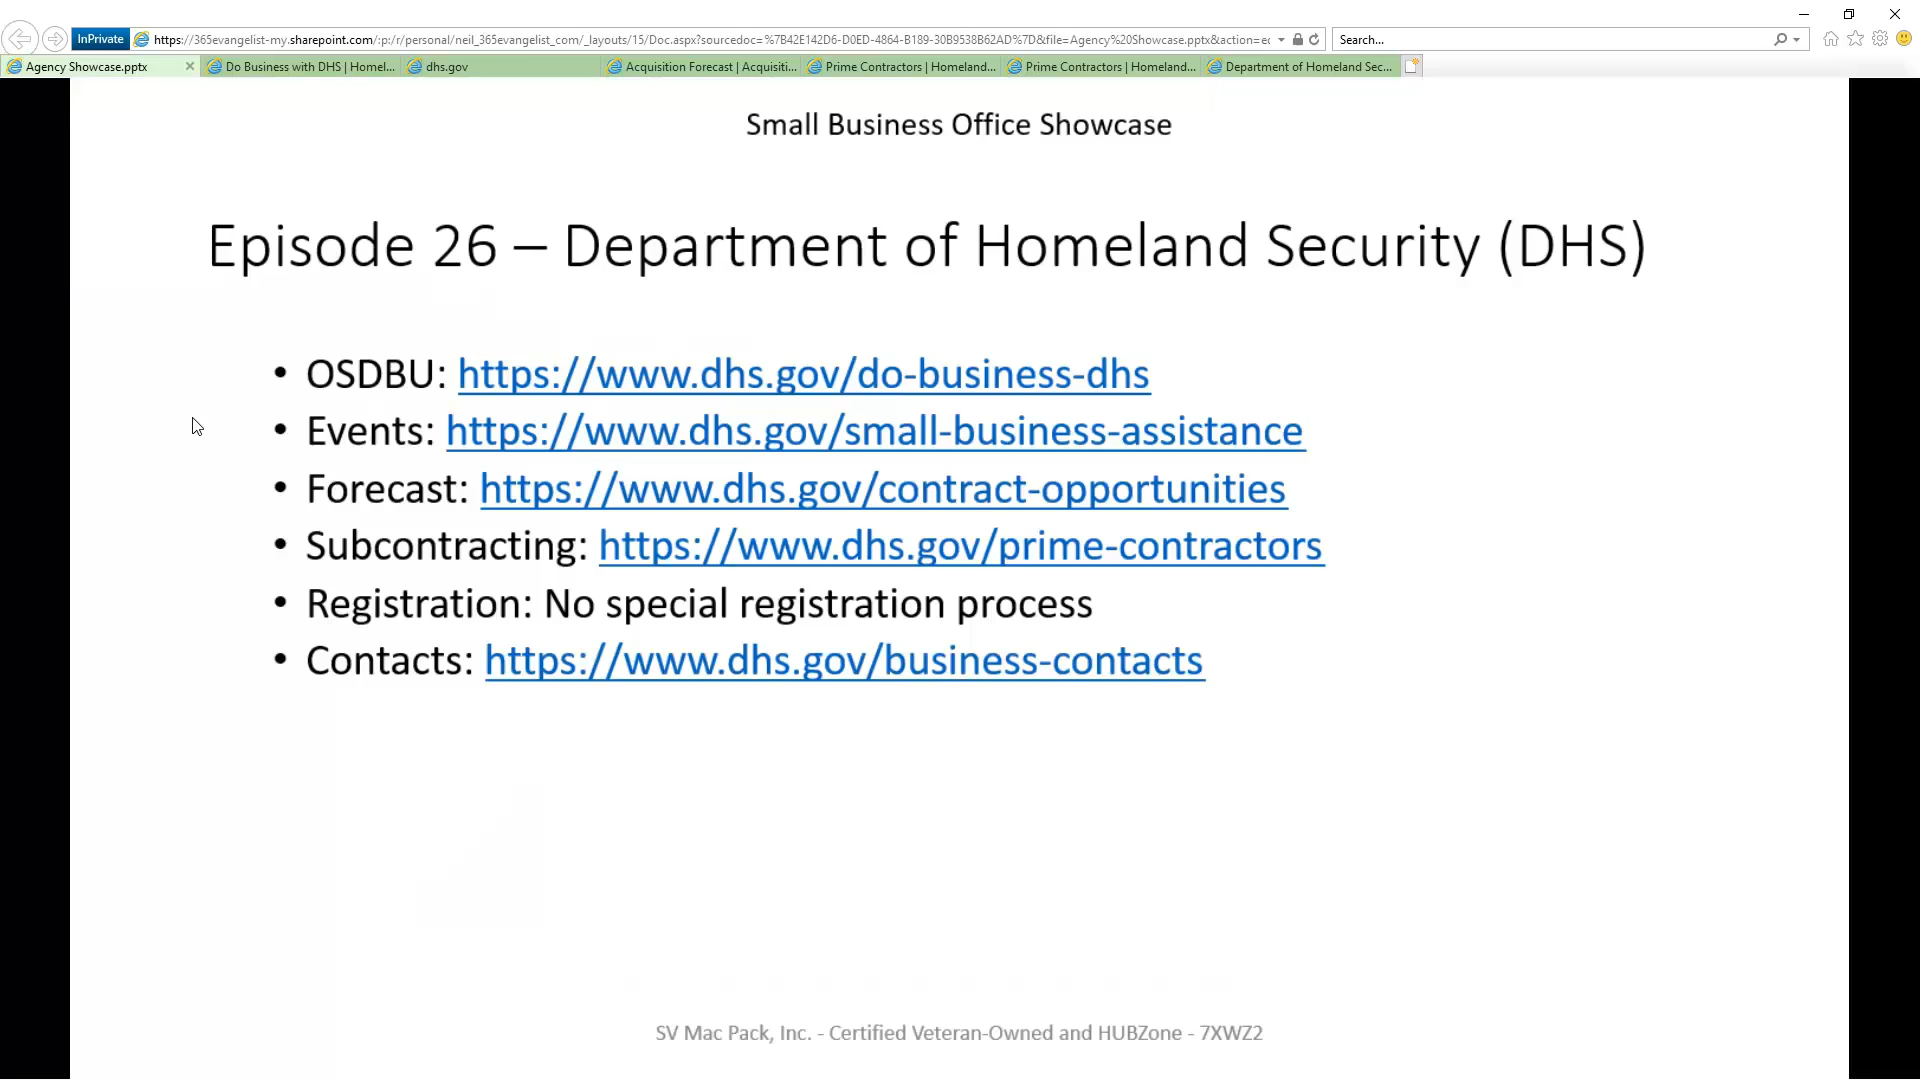 InPrivate
https://365evangelist-my.sharepoint.com/:p:/r/personal/neil_365evangelist_com/_layouts/15/Doc.aspx?sourcedoc=%7B42E142D6-D0ED-4864-B189-30B9538B62AD%7D&file=Agency%20Showcase.pptx&action=ec
Search...
Agency Showcase.pptx
Do Business with DHS | Homel...
dhs.gov
Acquisition Forecast | Acquisiti...
Prime Contractors | Homeland...
Prime Contractors | Homeland...
Department of Homeland Sec...
Small Business Office Showcase
Episode 26 – Department of Homeland Security (DHS)
• OSDBU: https://www.dhs.gov/do-business-dhs
• Events: https://www.dhs.gov/small-business-assistance
• Forecast: https://www.dhs.gov/contract-opportunities
• Subcontracting: https://www.dhs.gov/prime-contractors
• Registration: No special registration process
• Contacts: https://www.dhs.gov/business-contacts
SV Mac Pack, Inc. - Certified Veteran-Owned and HUBZone - 7XWZ2